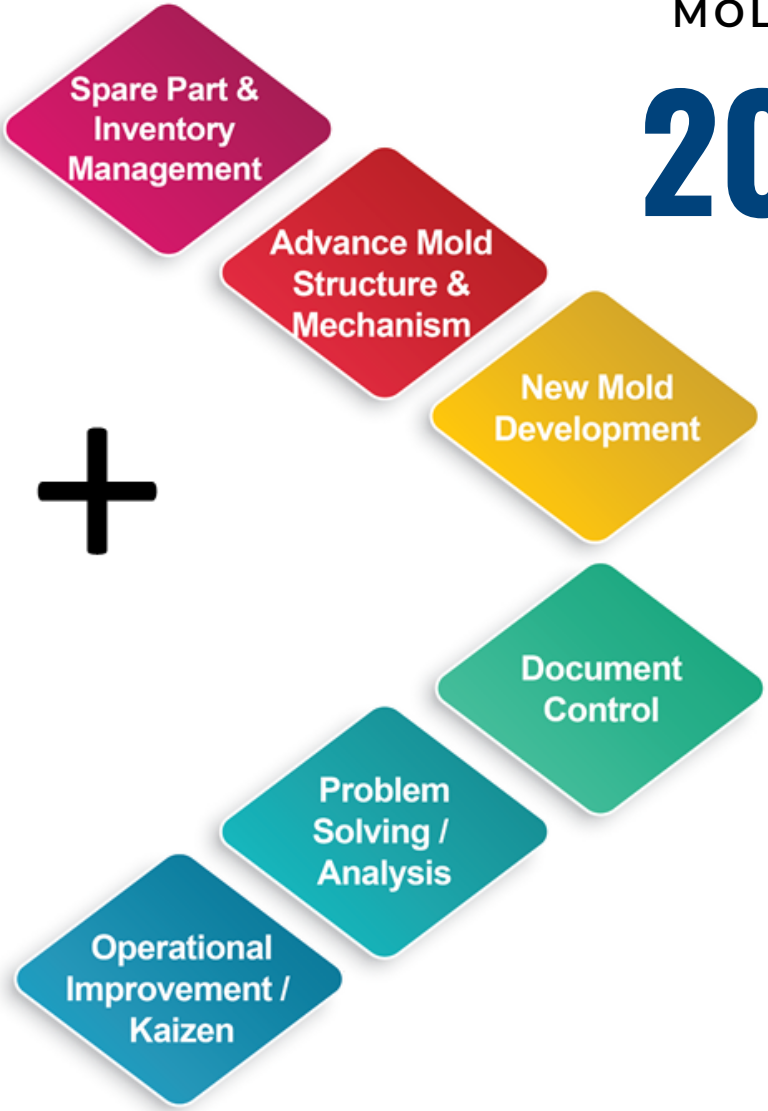 MOL
20
Spare Part &
Inventory
Management
Advance Mold
Structure &
Mechanism
New Mold
Development
+
Document
Control
Problem
Solving /
Analysis
Operational
Improvement /
Kaizen